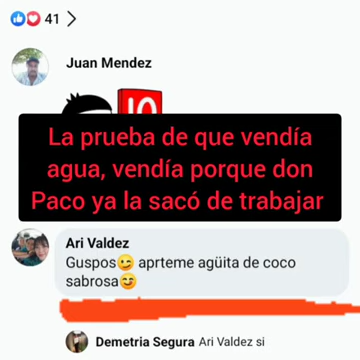 41
Juan Mendez
10
La prueba de que vendía
agua, vendía porque don
Paco ya la sacó de trabajar
Ari Valdez
Guspos😉 aprteme agüita de coco
sabrosa😋
Demetria Segura Ari Valdez si